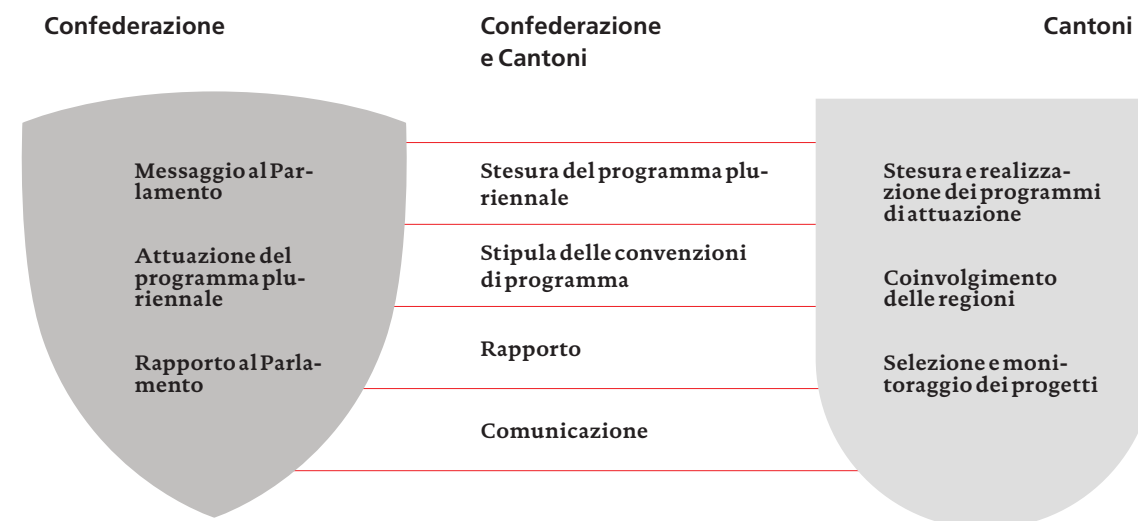 Confederazione
Confederazione
e Cantoni
Cantoni
Messaggio al Par-
lamento
Attuazione del
programma plu-
riennale
Rapporto al Parla-
mento
Stesura del programma plu-
riennale
Stipula delle convenzioni
di programma
Rapporto
Comunicazione
Stesura e realizza-
zione dei programmi
di attuazione
Coinvolgimento
delle regioni
Selezione e moni-
toraggio dei progetti